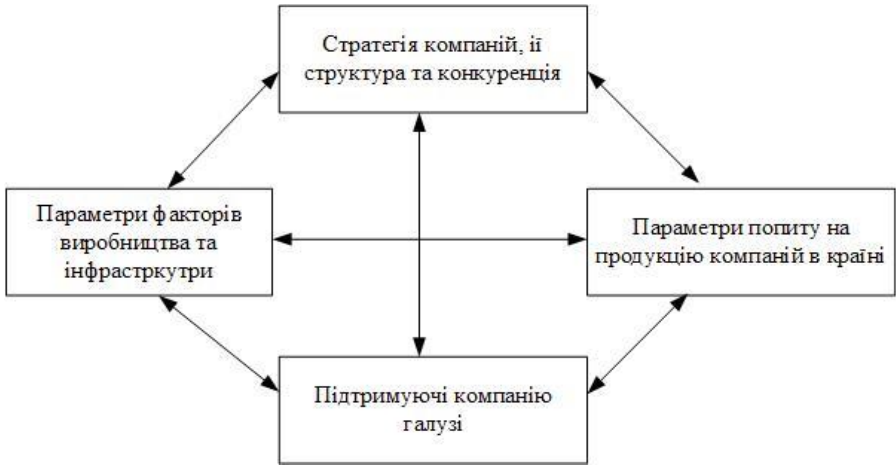 Стратегія компаній, її
структура та конкуренція
Параметри факторів
виробництва та
інфрастркутри
Параметри попиту на
продукцію компаній в країні
Підтримуючі компанію
галузі